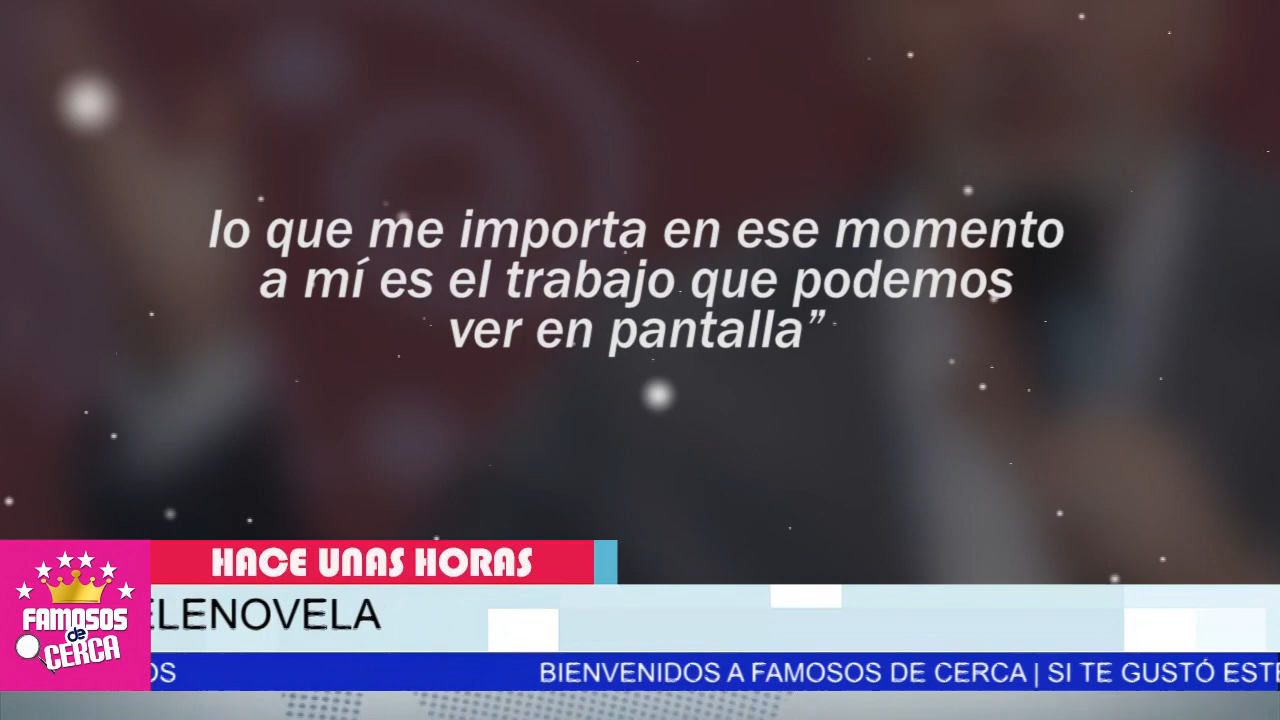 lo que me importa en ese momento
a mí es el trabajo que podemos
ver en pantalla”
HACE UNAS HORAS
ELENOVELA
FAMOSOS
de
CERCA
OS
BIENVENIDOS A FAMOSOS DE CERCA | SI TE GUSTÓ ESTE